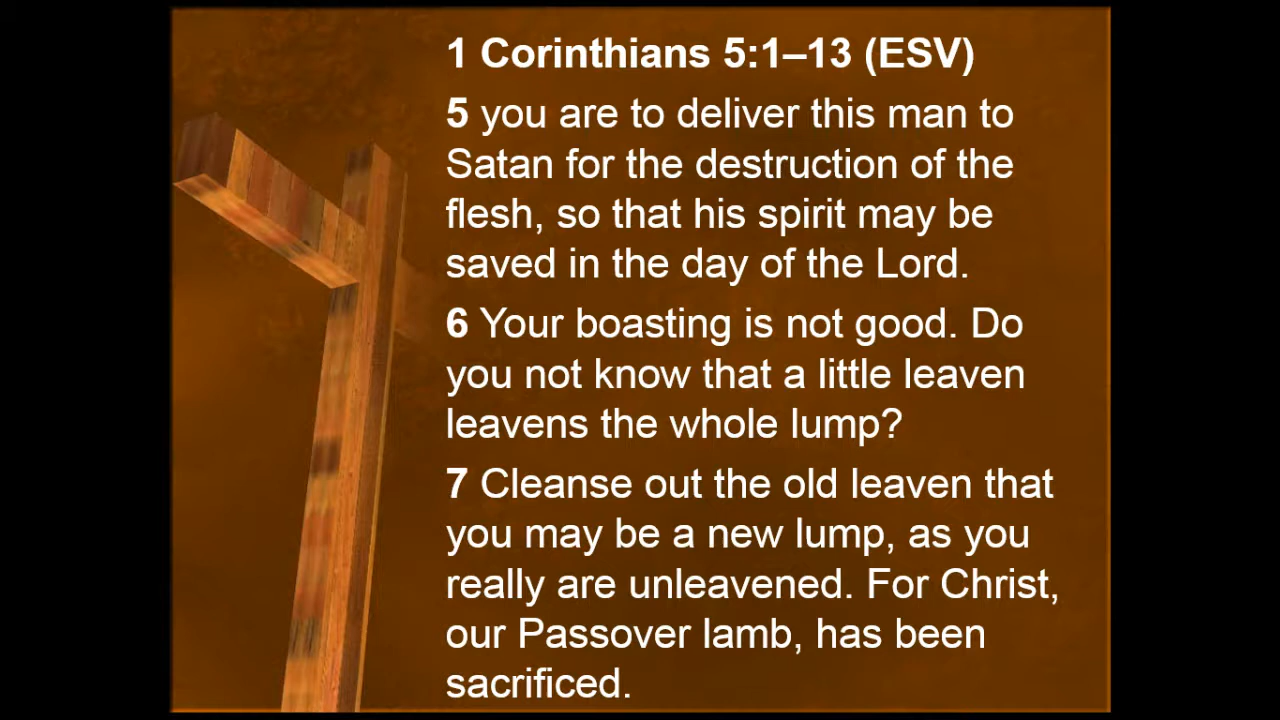 1 Corinthians 5:1–13 (ESV)
5 you are to deliver this man to
Satan for the destruction of the
flesh, so that his spirit may be
saved in the day of the Lord.
6 Your boasting is not good. Do
you not know that a little leaven
leavens the whole lump?
7 Cleanse out the old leaven that
you may be a new lump, as you
really are unleavened. For Christ,
our Passover lamb, has been
sacrificed.